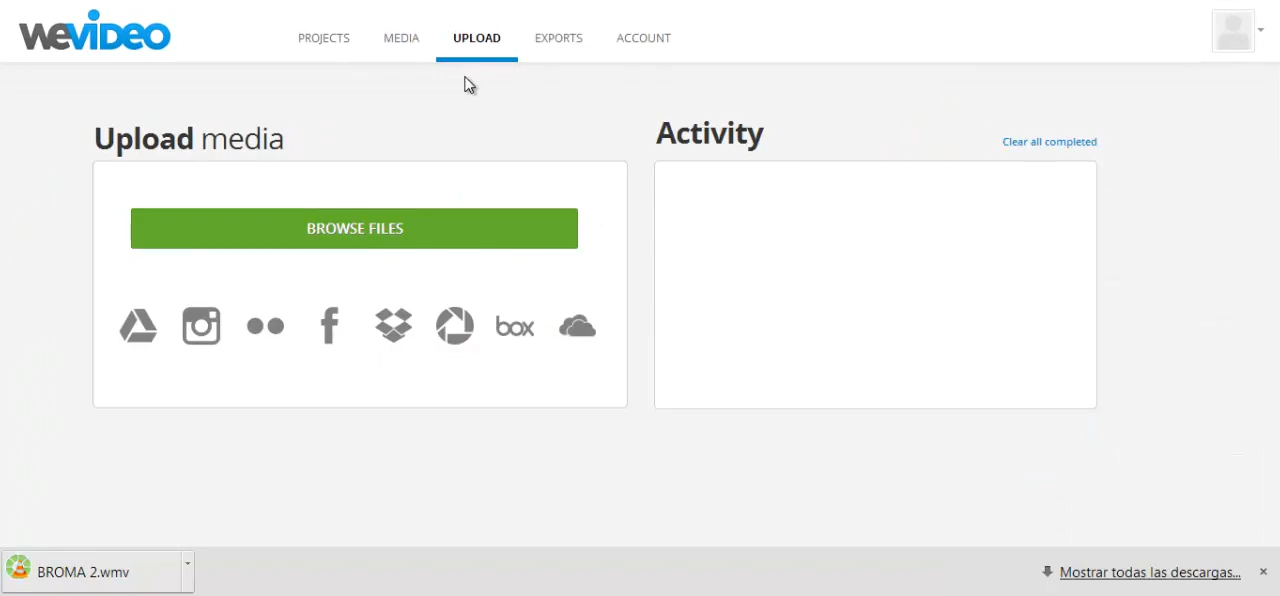 wevideo
PROJECTS MEDIA UPLOAD EXPORTS ACCOUNT
Upload media
Activity
Clear all completed
BROWSE FILES
box
BROMA 2.wmv
Mostrar todas las descargas...